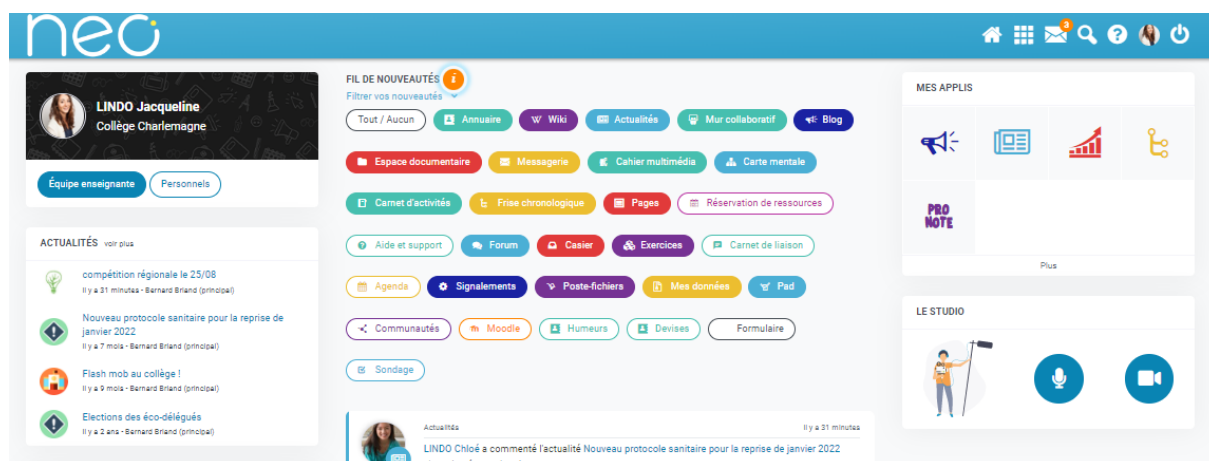 neo
3
LINDO Jacqueline
Collège Charlemagne
Équipe enseignante Personnels
ACTUALITÉS voir plus
compétition régionale le 25/08
Il y a 31 minutes - Bernard Briand (principal)
Nouveau protocole sanitaire pour la reprise de
janvier 2022
Il y a 7 mois - Bernard Briand (principal)
Flash mob au collège !
Il y a 9 mois - Bernard Briand (principal)
Elections des éco-délégués
Il y a 2 ans - Bernard Briand (principal)
FIL DE NOUVEAUTÉS i
Filtrer vos nouveautés
Tout / Aucun Annuaire Wiki Actualités Mur collaboratif Blog
Espace documentaire Messagerie Cahier multimédia Carte mentale
Carnet d'activités Frise chronologique Pages Réservation de ressources
Aide et support Forum Casier Exercices Carnet de liaison
Agenda Signalements Poste-fichiers Mes données Pad
Communautés Moodle Humeurs Devises Formulaire
Sondage
Actualités Il y a 31 minutes
LINDO Chloé a commenté l'actualité Nouveau protocole sanitaire pour la reprise de janvier 2022
MES APPLIS
PRO
NOTE
Plus
LE STUDIO